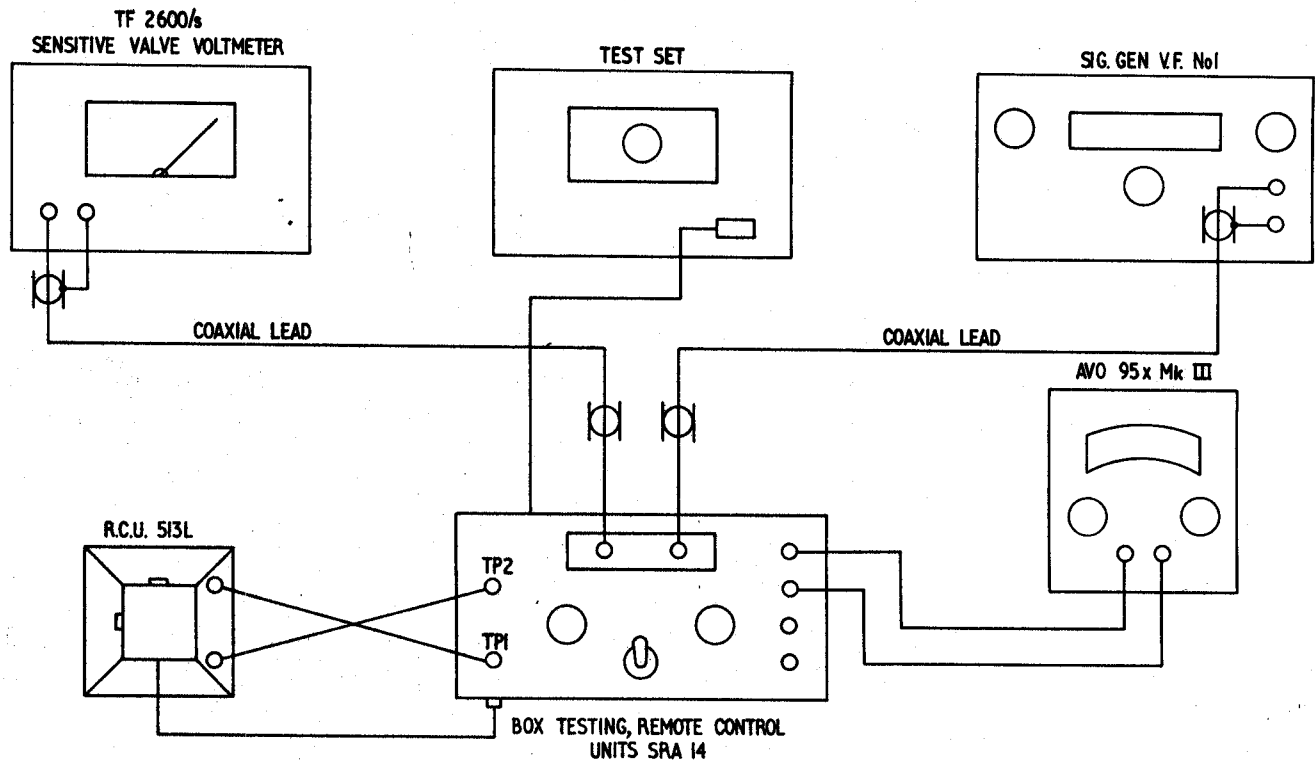 TF 2600/s
SENSITIVE VALVE VOLTMETER
TEST SET
SIG. GEN V.F. No1
COAXIAL LEAD
COAXIAL LEAD
AVO 95x Mk III
R.C.U. 513L
TP2
TP1
BOX TESTING, REMOTE CONTROL
UNITS SRA 14